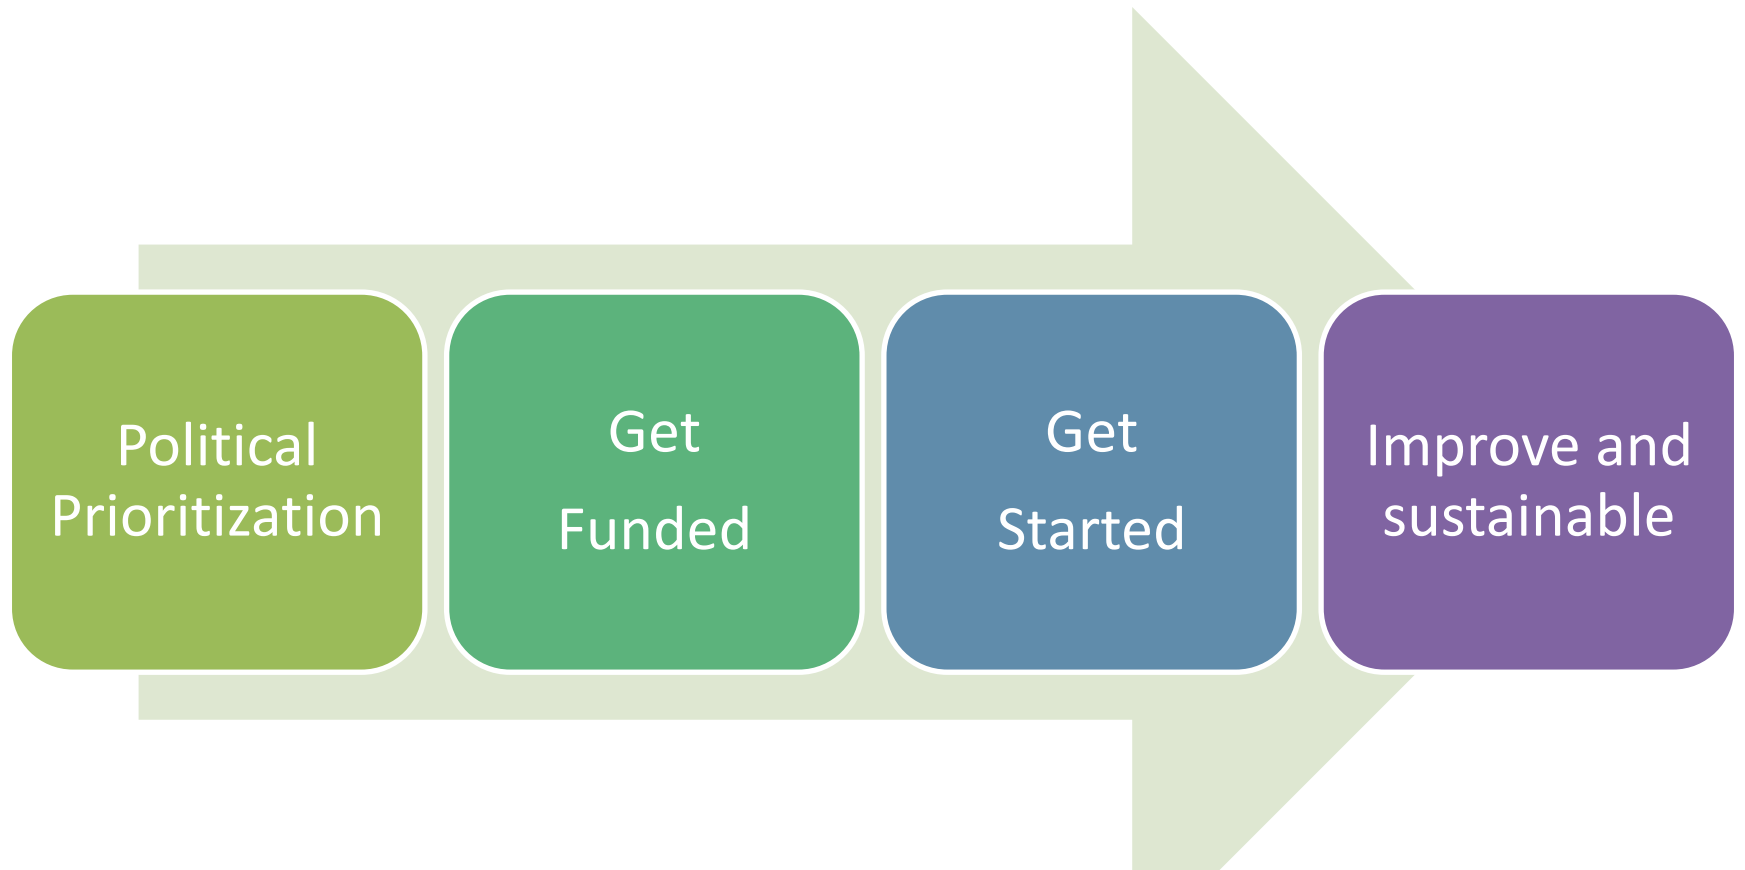 Political
Prioritization
Get
Funded
Get
Started
Improve and
sustainable